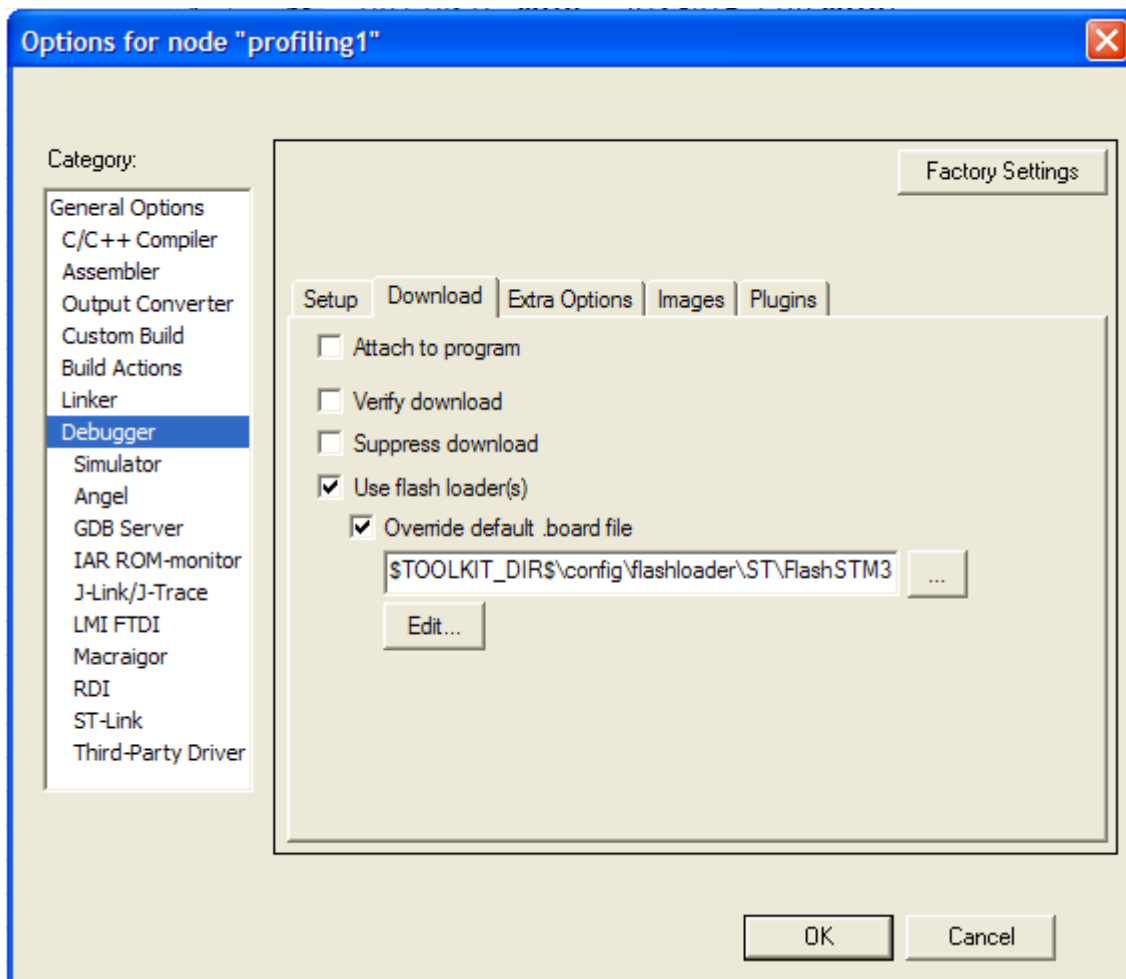 Options for node "profiling1"
Category:
General Options
C/C++ Compiler
Assembler
Output Converter
Custom Build
Build Actions
Linker
Debugger
Simulator
Angel
GDB Server
IAR ROM-monitor
J-Link/J-Trace
LMI FTDI
Macraigor
RDI
ST-Link
Third-Party Driver
Factory Settings
Setup Download Extra Options Images Plugins
Attach to program
Verify download
Suppress download
Use flash loader(s)
Override default .board file
$TOOLKIT_DIR$\config\flashloader\ST\FlashSTM3 ...
Edit...
OK Cancel